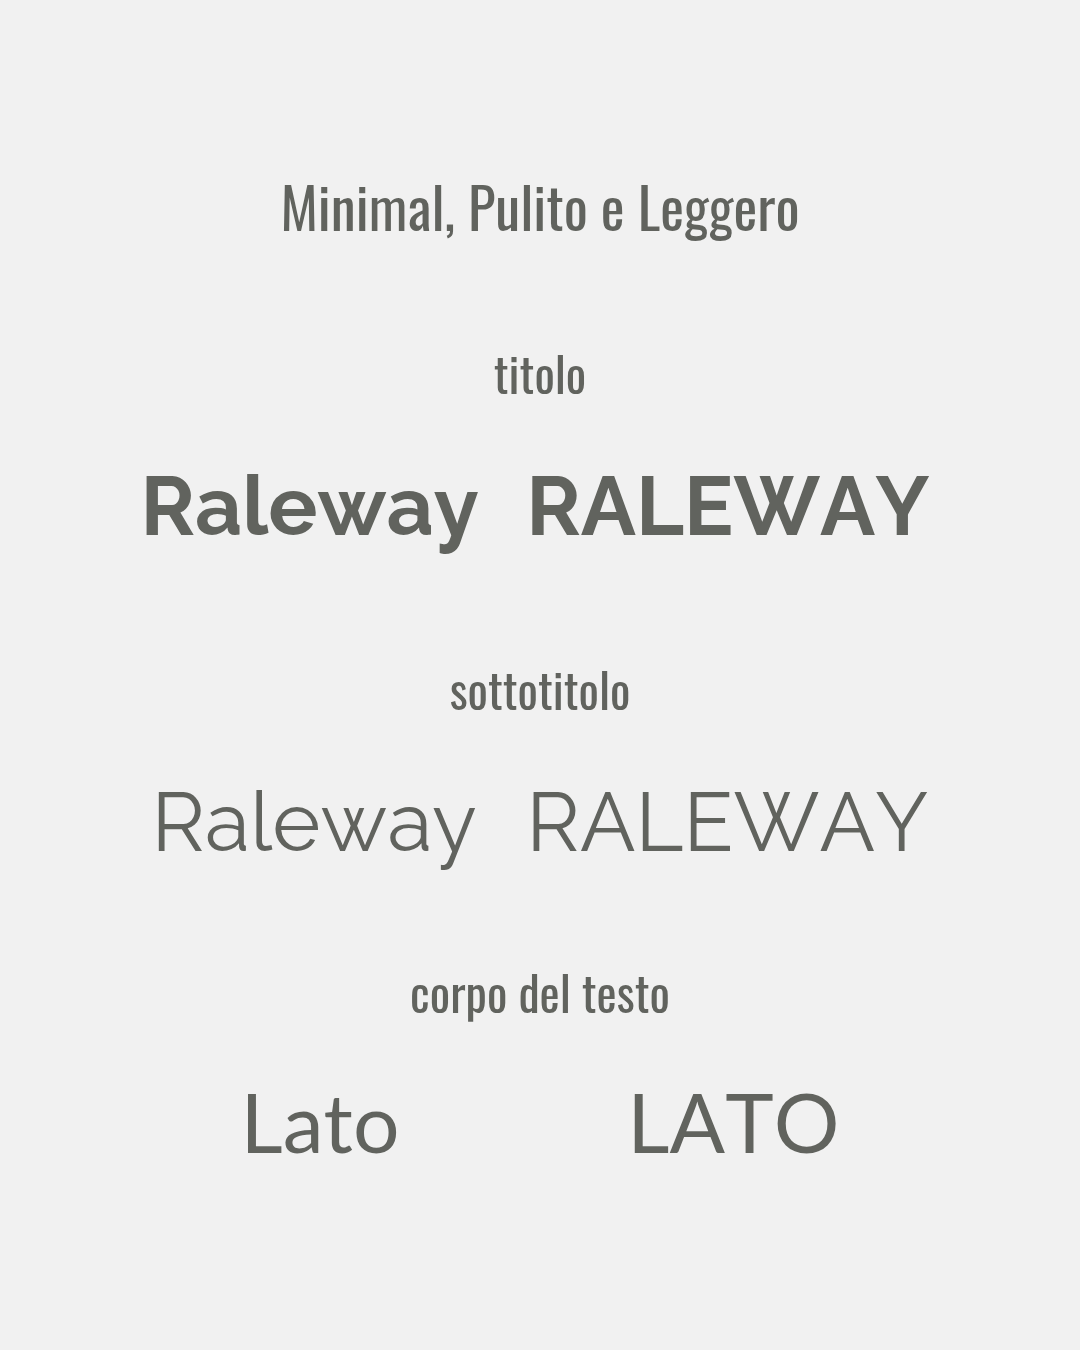 Minimal, Pulito e Leggero
titolo
Raleway RALEWAY
sottotitolo
Raleway RALEWAY
corpo del testo
Lato LATO